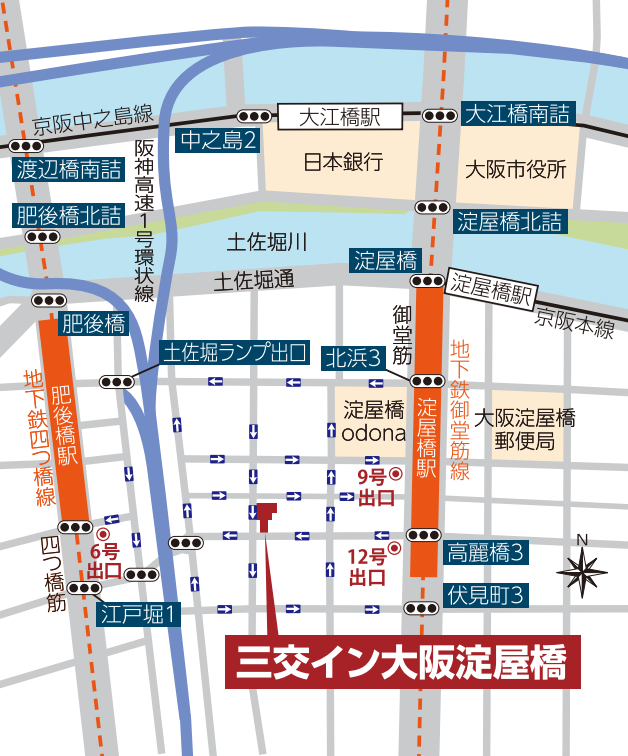 京阪中之島線
中之島2
大江橋駅
大江橋南詰
渡辺橋南詰
日本銀行
大阪市役所
阪神高速1号環状線
肥後橋北詰
淀屋橋北詰
土佐堀川
淀屋橋
土佐堀通
淀屋橋駅
京阪本線
肥後橋
御堂筋
土佐堀ランプ出口
北浜3
地下鉄四つ橋線
肥後橋駅
淀屋橋
odona
淀屋橋駅
地下鉄御堂筋線
大阪淀屋橋
郵便局
9号
出口
6号
出口
12号
出口
高麗橋3
N
四つ橋筋
江戸堀1
伏見町3
三交イン大阪淀屋橋